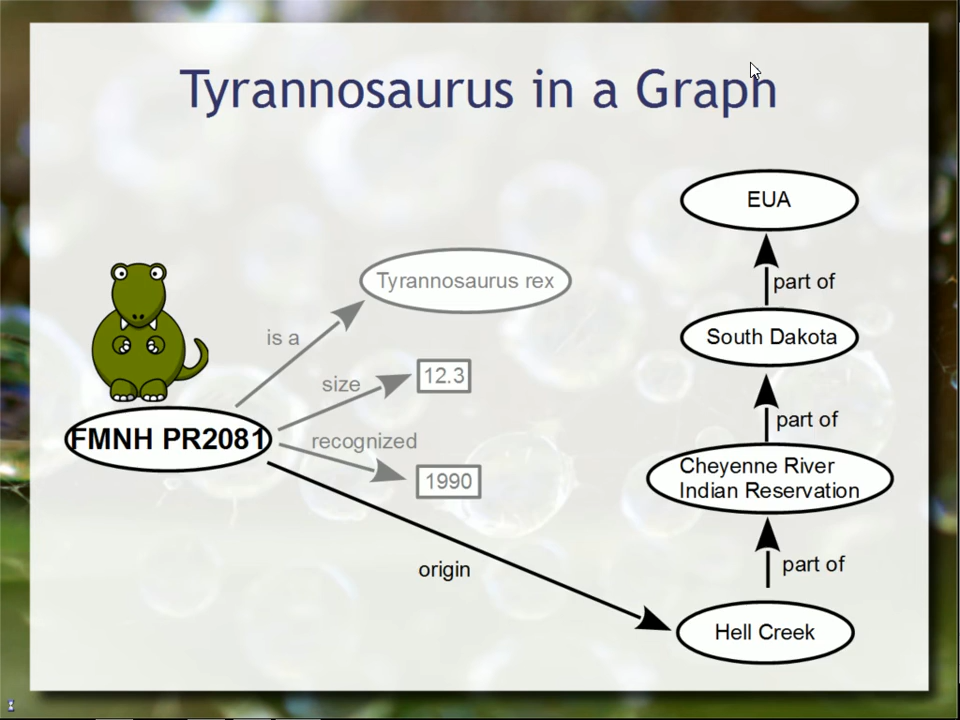 Tyrannosaurus in a Graph
EUA
part of
Tyrannosaurus rex
is a
South Dakota
size
12.3
part of
FMNH PR2081
recognized
Cheyenne River
Indian Reservation
1990
part of
origin
Hell Creek